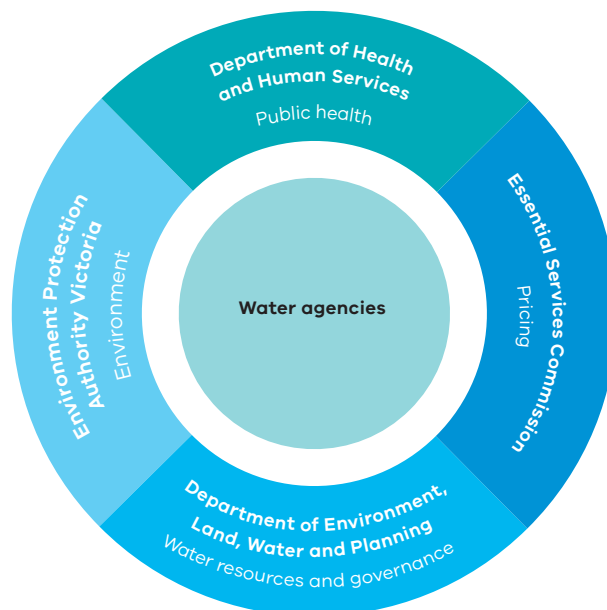 Department of Health
and Human Services
Public health
Essential Services Commission
Pricing
Water agencies
Environment Protection
Authority Victoria
Environment
Department of Environment,
Land, Water and Planning
Water resources and governance